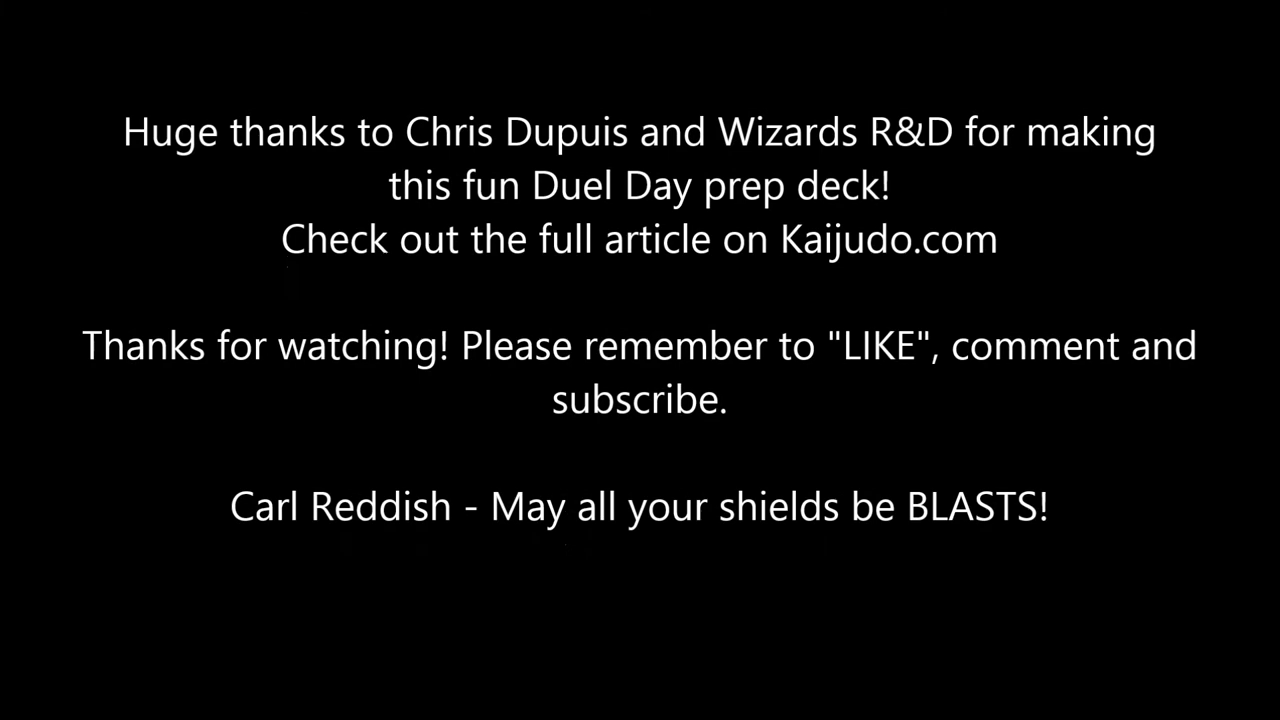 Huge thanks to Chris Dupuis and Wizards R&D for making
this fun Duel Day prep deck!
Check out the full article on Kaijudo.com
Thanks for watching! Please remember to "LIKE", comment and
subscribe.
Carl Reddish - May all your shields be BLASTS!